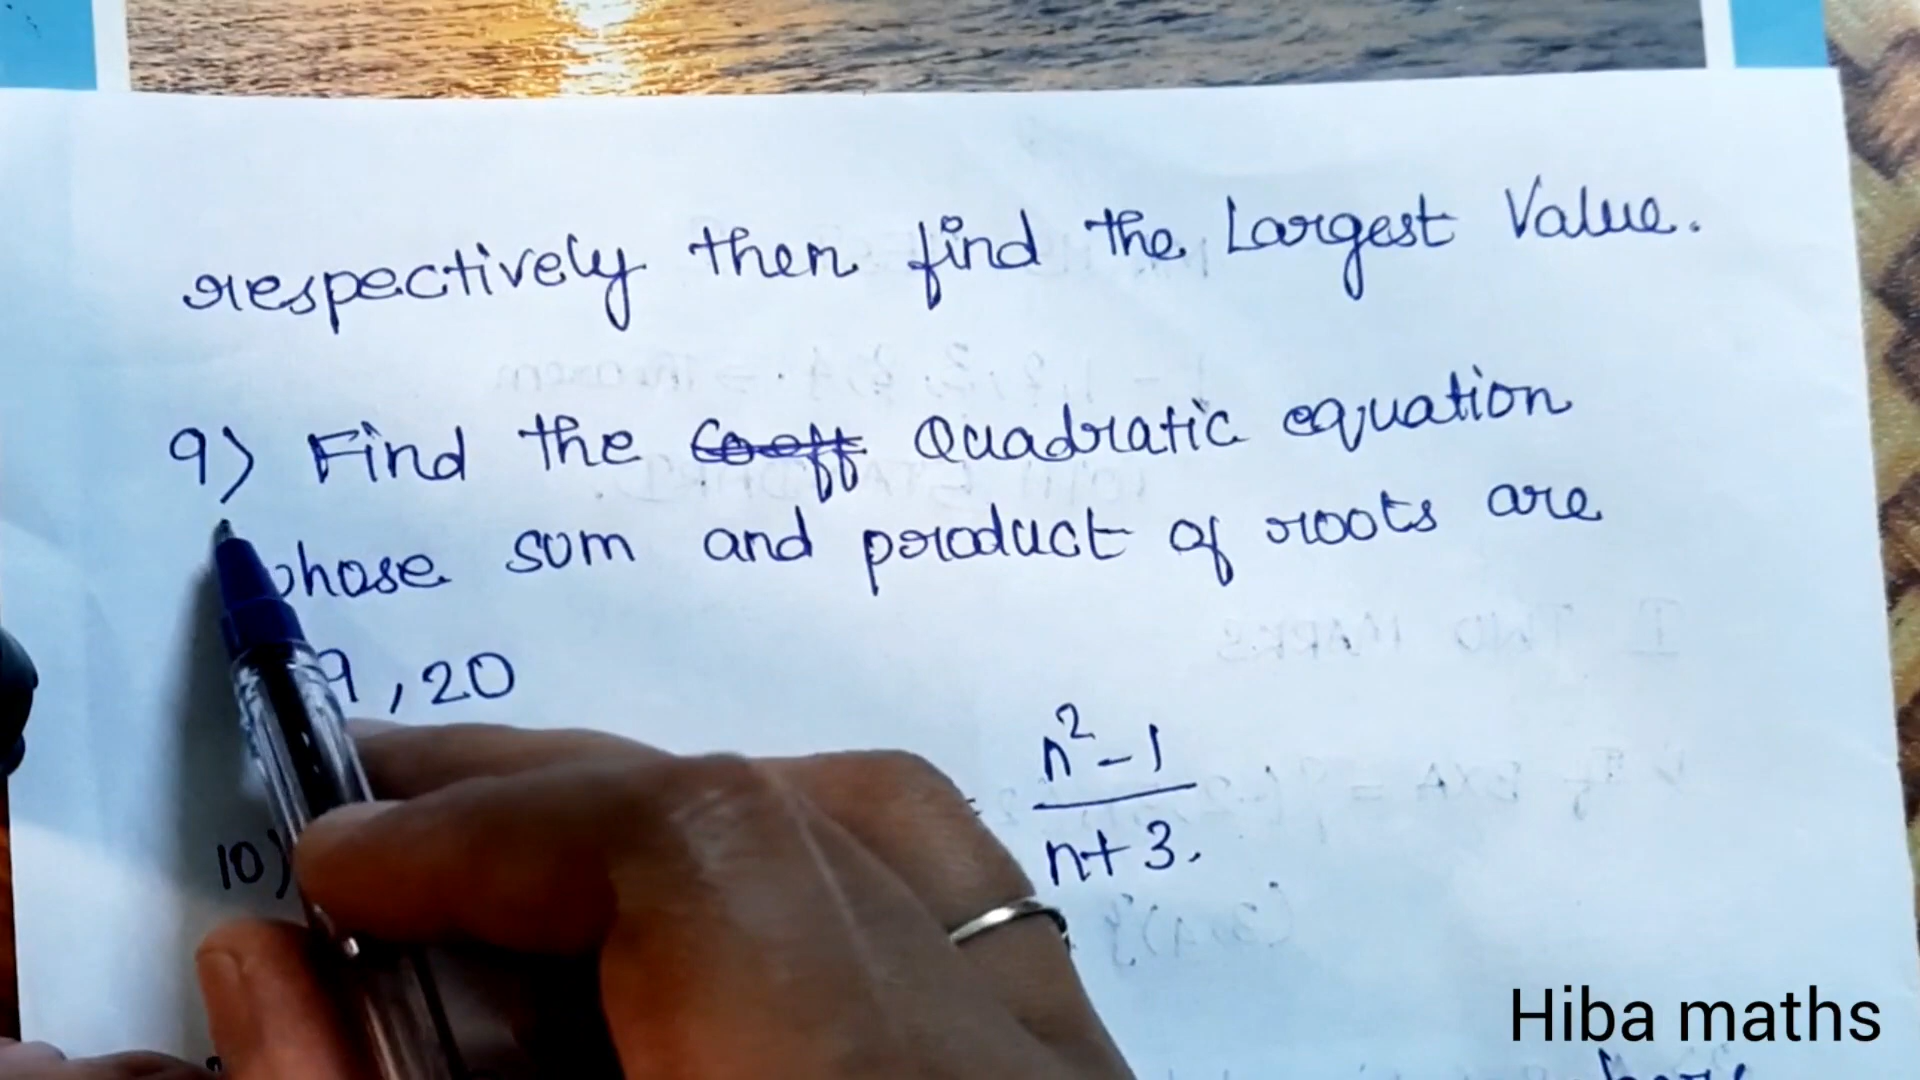 respectively then find the Largest Value.
9) Find the Quadratic equation
whose sum and product of roots are
9, 20
10)
n²-1
n+3.
Hiba maths